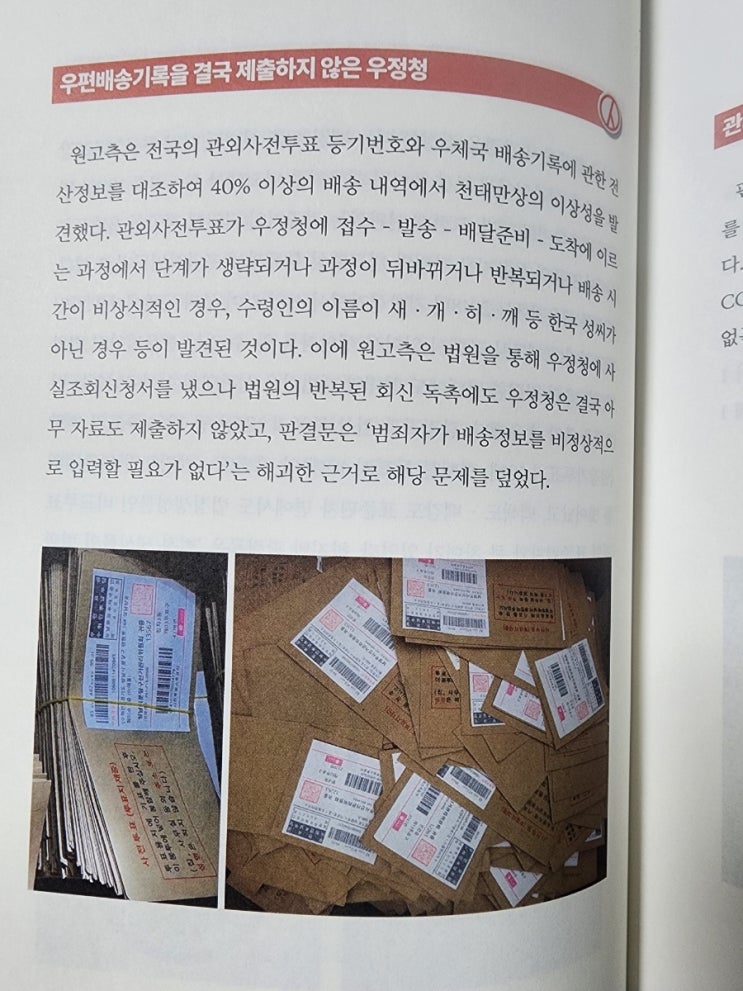 우편배송기록을 결국 제출하지 않은 우정청
원고측은 전국의 관외사전투표 등기번호와 우체국 배송기록에 관한 전
산정보를 대조하여 40% 이상의 배송 내역에서 천태만상의 이상성을 발
견했다. 관외사전투표가 우정청에 접수 - 발송 - 배달준비 - 도착에 이르
는 과정에서 단계가 생략되거나 과정이 뒤바뀌거나 반복되거나 배송 시
간이 비상식적인 경우, 수령인의 이름이 새 · 개 · 히 · 깨 등 한국 성씨가
아닌 경우 등이 발견된 것이다. 이에 원고측은 법원을 통해 우정청에 사
실조회신청서를 냈으나 법원의 반복된 회신 독촉에도 우정청은 결국 아
무 자료도 제출하지 않았고, 판결문은 ‘범죄자가 배송정보를 비정상적으
로 입력할 필요가 없다’는 해괴한 근거로 해당 문제를 덮었다.
사전투표 (투표지재중)
관
를
다.
CC